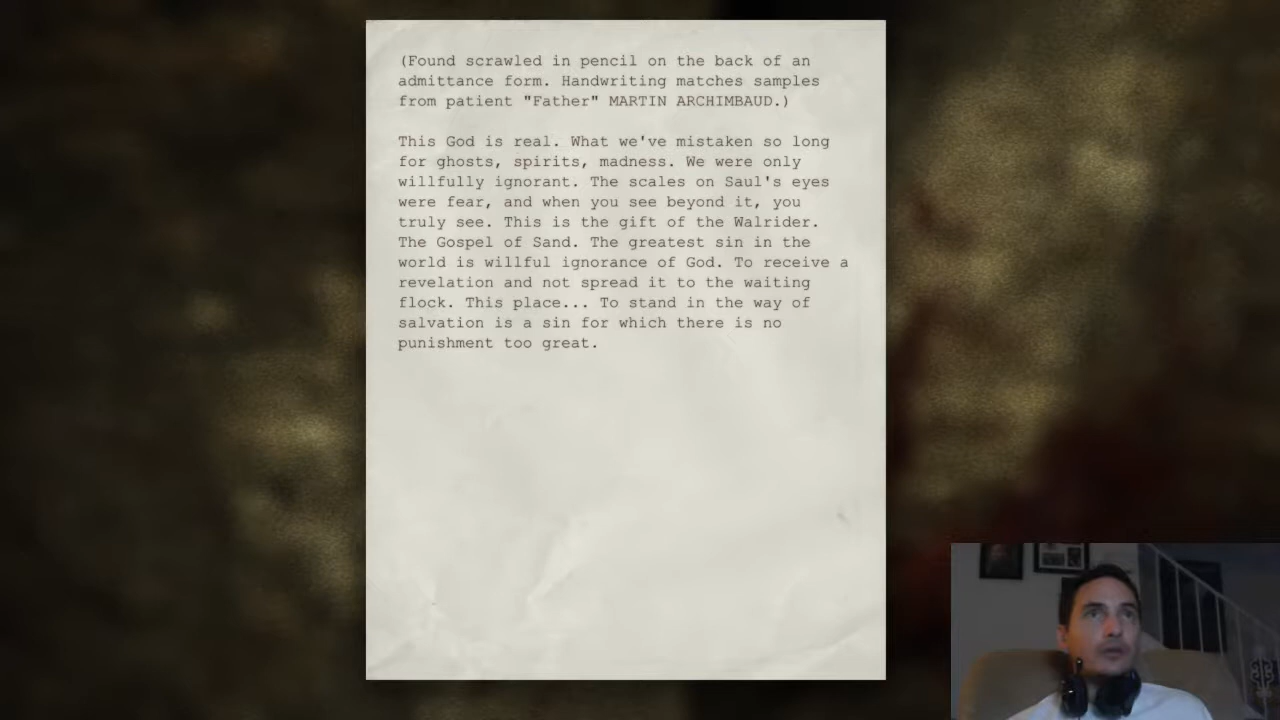 (Found scrawled in pencil on the back of an
admittance form. Handwriting matches samples
from patient "Father" MARTIN ARCHIMBAUD.)
This God is real. What we've mistaken so long
for ghosts, spirits, madness. We were only
willfully ignorant. The scales on Saul's eyes
were fear, and when you see beyond it, you
truly see. This is the gift of the Walrider.
The Gospel of Sand. The greatest sin in the
world is willful ignorance of God. To receive a
revelation and not spread it to the waiting
flock. This place... To stand in the way of
salvation is a sin for which there is no
punishment too great.